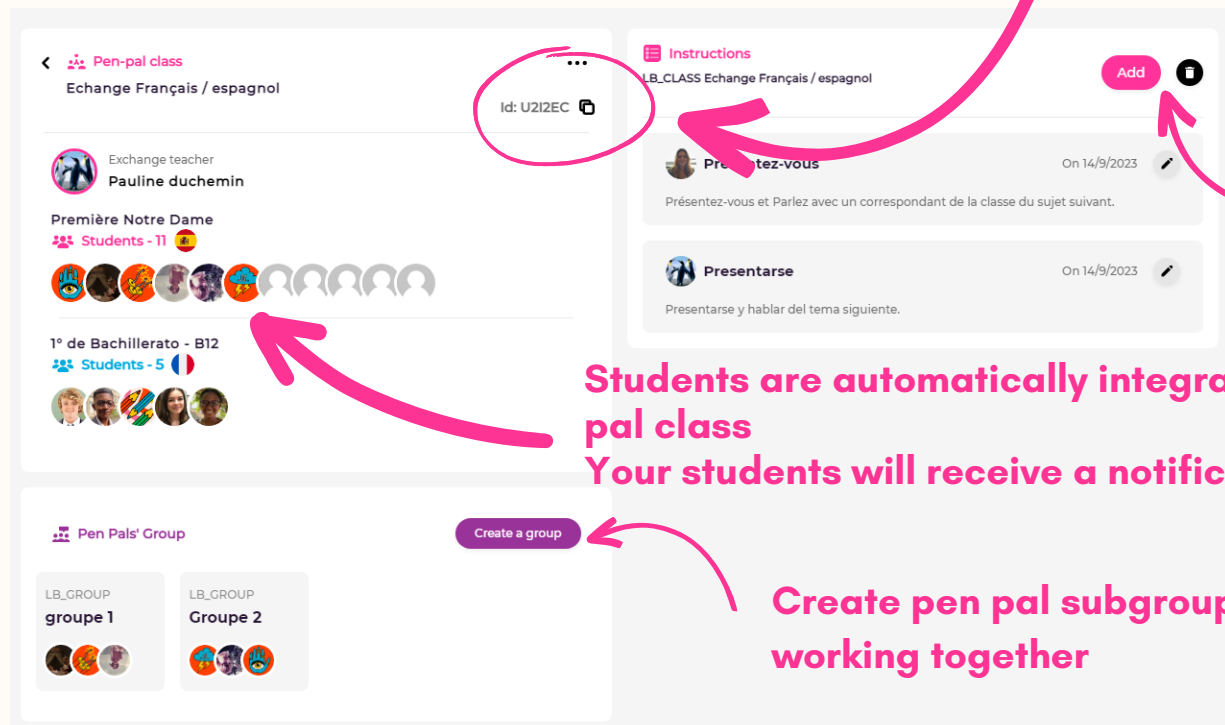 Pen-pal class
Echange Français / espagnol
Id: U2I2EC
Exchange teacher
Pauline duchemin
Première Notre Dame
Students - 11
1º de Bachillerato - B12
Students - 5
Instructions
LB_CLASS Echange Français / espagnol
Add
On 14/9/2023
Présentez-vous et Parlez avec un correspondant de la classe du sujet suivant.
Presentarse
On 14/9/2023
Presentarse y hablar del tema siguiente.
Students are automatically
pal class
Your students will receive a
Pen Pals' Group
Create a group
LB_GROUP
groupe 1
LB_GROUP
Groupe 2
Create pen pal
working together